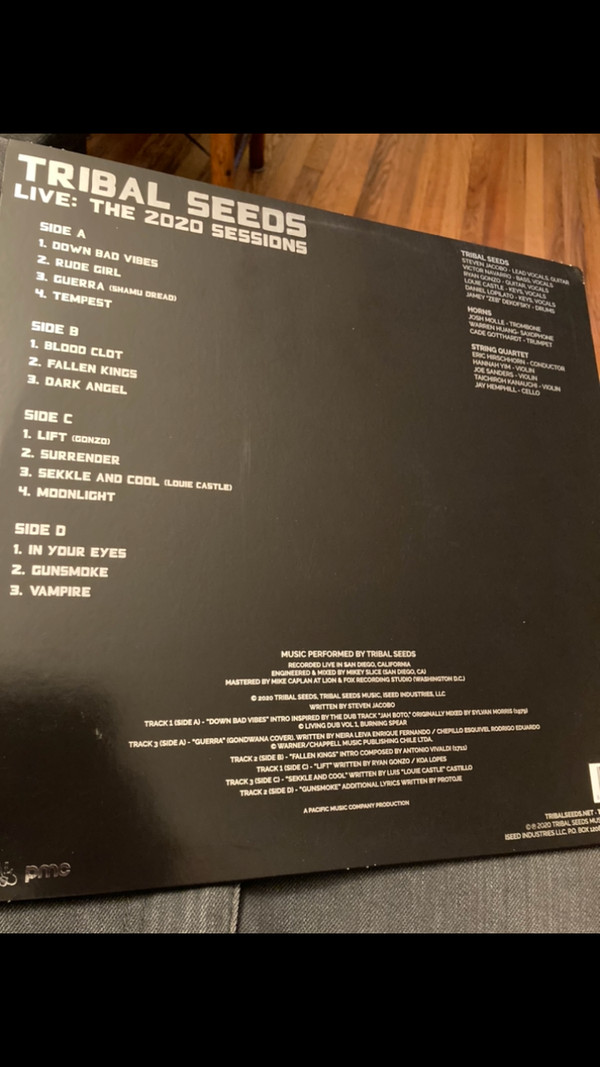 TRIBAL SEEDS
LIVE: THE 2020 SESSIONS
SIDE A
1. DOWN BAD VIBES
2. RUDE GIRL
3. GUERRA (SHAMU DREAD)
4. TEMPEST
SIDE B
1. BLOOD CLOT
2. FALLEN KINGS
3. DARK ANGEL
SIDE C
1. LIFT (GONZO)
2. SURRENDER
3. SEKKLE AND COOL (LOUIE CASTLE)
4. MOONLIGHT
SIDE D
1. IN YOUR EYES
2. GUNSMOKE
3. VAMPIRE
TRIBAL SEEDS
STEVEN JACOBO - LEAD VOCALS, GUITAR
VICTOR NAVARRO - BASS, VOCALS
RYAN GONZO - GUITAR, VOCALS
LOUIE CASTLE - KEYS, VOCALS
DANIEL LOPILATO - KEYS, VOCALS
JAMEY "ZEB" DEKOFSKY - DRUMS
HORNS
JOSH MOLLE - TROMBONE
WARREN HUANG- SAXOPHONE
CADE GOTTHARDT - TRUMPET
STRING QUARTET
ERIC HIRSCHHORN - CONDUCTOR
HANNAH YIM - VIOLIN
JOE SANDERS - VIOLIN
TAICHIROH KANAUCHI - VIOLIN
JAY HEMPHILL - CELLO
MUSIC PERFORMED BY TRIBAL SEEDS
RECORDED LIVE IN SAN DIEGO, CALIFORNIA
ENGINEERED & MIXED BY MIKEY SLICE (SAN DIEGO, CA)
MASTERED BY MIKE CAPLAN AT LION & FOX RECORDING STUDIO (WASHINGTON D.C.)
© 2020 TRIBAL SEEDS, TRIBAL SEEDS MUSIC, ISEED INDUSTRIES, LLC
WRITTEN BY STEVEN JACOBO
TRACK 1 (SIDE A) - "DOWN BAD VIBES" INTRO INSPIRED BY THE DUB TRACK "JAH BOTO," ORIGINALLY MIXED BY SYLVAN MORRIS (1979)
© LIVING DUB VOL 1, BURNING SPEAR
TRACK 3 (SIDE A) - "GUERRA" (GONDWANA COVER). WRITTEN BY NEIRA LEIVA ENRIQUE FERNANDO / CHEPILLO ESQUIVEL RODRIGO EDUARDO
© WARNER/CHAPPELL MUSIC PUBLISHING CHILE LTD.
TRACK 2 (SIDE B) - "FALLEN KINGS" INTRO COMPOSED BY ANTONIO VIVALDI (1711)
TRACK 1 (SIDE C) - "LIFT" WRITTEN BY RYAN GONZO / KOA LOPES
TRACK 3 (SIDE C) - "SEKKLE AND COOL" WRITTEN BY LUIS "LOUIE CASTLE" CASTILLO
TRACK 2 (SIDE D) - "GUNSMOKE" ADDITIONAL LYRICS WRITTEN BY PROTOJE
A PACIFIC MUSIC COMPANY PRODUCTION
TRIBALSEEDS.NET -
©℗ 2020 TRIBAL SEEDS
ISEED INDUSTRIES LLC, P.O. BOX
pmc